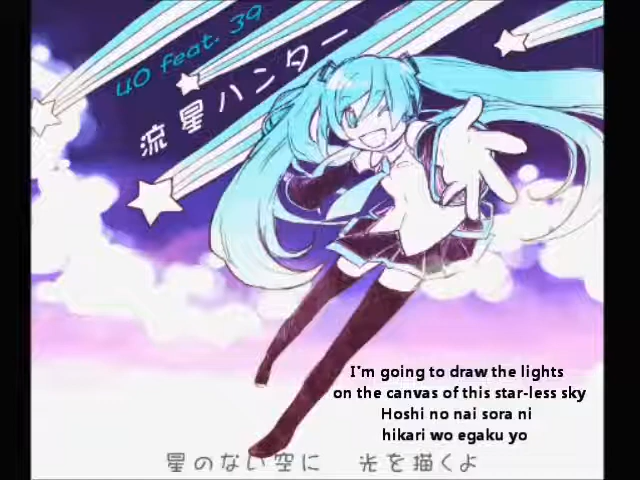 40 feat. 39
流星ハンター
I'm going to draw the lights
on the canvas of this star-less sky
Hoshi no nai sora ni
hikari wo egaku yo
星のない空に 光を描くよ